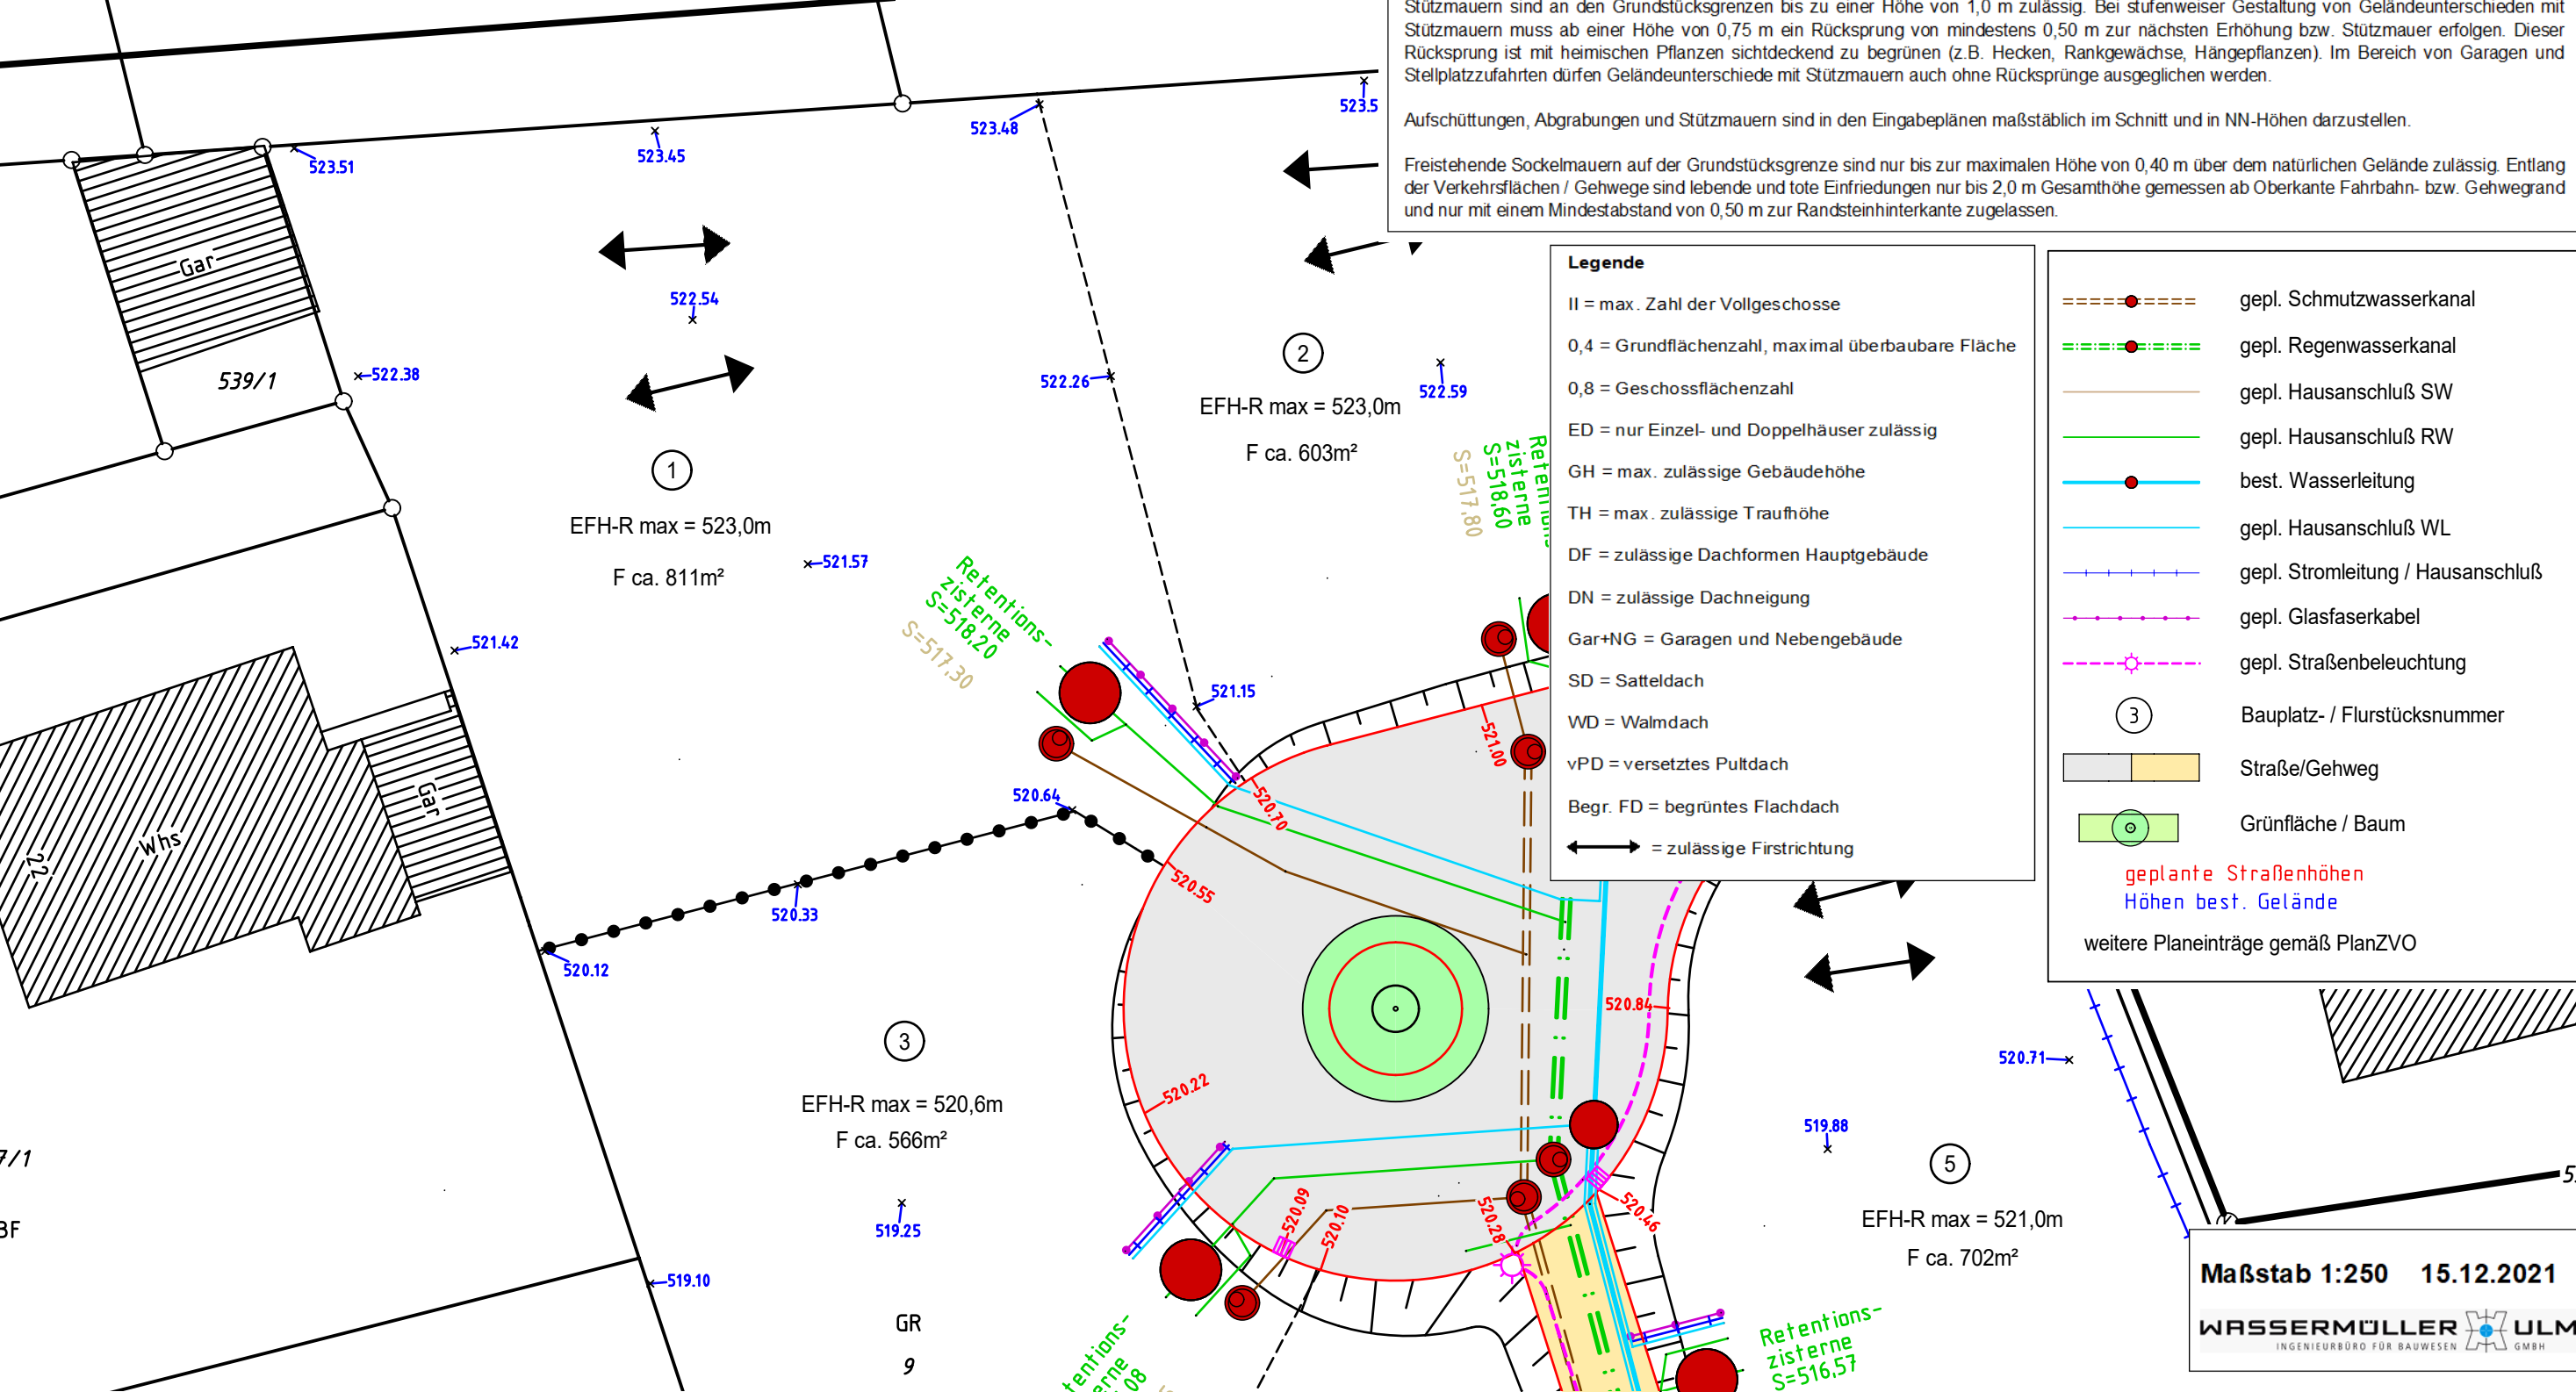 Stützmauern sind an den Grundstücksgrenzen bis zu einer Höhe von 1,0 m zulässig. Bei stufenweiser Gestaltung von Geländeunterschieden mit
Stützmauern muss ab einer Höhe von 0,75 m ein Rücksprung von mindestens 0,50 m zur nächsten Erhöhung bzw. Stützmauer erfolgen. Dieser
Rücksprung ist mit heimischen Pflanzen sichtdeckend zu begrünen (z.B. Hecken, Rankgewächse, Hängepflanzen). Im Bereich von Garagen und
Stellplatzzufahrten dürfen Geländeunterschiede mit Stützmauern auch ohne Rücksprünge ausgeglichen werden.
Aufschüttungen, Abgrabungen und Stützmauern sind in den Eingabeplänen maßstäblich im Schnitt und in NN-Höhen darzustellen.
Freistehende Sockelmauern auf der Grundstücksgrenze sind nur bis zur maximalen Höhe von 0,40 m über dem natürlichen Gelände zulässig. Entlang
der Verkehrsflächen / Gehwege sind lebende und tote Einfriedungen nur bis 2,0 m Gesamthöhe gemessen ab Oberkante Fahrbahn- bzw. Gehwegrand
und nur mit einem Mindestabstand von 0,50 m zur Randsteinhinterkante zugelassen.
523.51
523.45
523.48
523.5
Gar
522.54
539/1
522.38
522.26
2
EFH-R max = 523,0m
F ca. 603m²
522.59
1
EFH-R max = 523,0m
F ca. 811m²
521.57
521.42
Retentions-
zisterne
S=518,20
S=517,30
zisterne
S=518,60
S=517,80
521.15
521.00
520.70
520.64
520.55
520.33
520.12
Gar
Whs
22
3
EFH-R max = 520,6m
F ca. 566m²
520.22
520.84
519.25
519.10
520.09
520.10
520.28
520.46
GR
9
7/1
BF
tentions-
erne
08
Retentions-
zisterne
S=516,57
520.71
519.88
5
EFH-R max = 521,0m
F ca. 702m²
Legende
II = max. Zahl der Vollgeschosse
0,4 = Grundflächenzahl, maximal überbaubare Fläche
0,8 = Geschossflächenzahl
ED = nur Einzel- und Doppelhäuser zulässig
GH = max. zulässige Gebäudehöhe
TH = max. zulässige Traufhöhe
DF = zulässige Dachformen Hauptgebäude
DN = zulässige Dachneigung
Gar+NG = Garagen und Nebengebäude
SD = Satteldach
WD = Walmdach
vPD = versetztes Pultdach
Begr. FD = begrüntes Flachdach
= zulässige Firstrichtung
gepl. Schmutzwasserkanal
gepl. Regenwasserkanal
gepl. Hausanschluß SW
gepl. Hausanschluß RW
best. Wasserleitung
gepl. Hausanschluß WL
gepl. Stromleitung / Hausanschluß
gepl. Glasfaserkabel
gepl. Straßenbeleuchtung
3 Bauplatz- / Flurstücksnummer
Straße/Gehweg
Grünfläche / Baum
geplante Straßenhöhen
Höhen best. Gelände
weitere Planeinträge gemäß PlanZVO
Maßstab 1:250 15.12.2021
WASSERMÜLLER ULM
INGENIEURBÜRO FÜR BAUWESEN GMBH